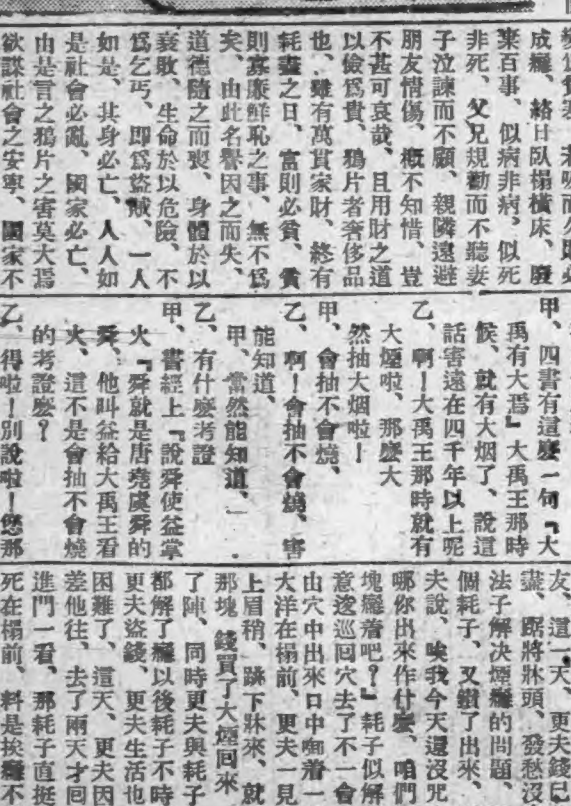 而久則必
成癮、終日臥榻橫床、廢
棄百事、似病非病、似死
非死、父兄規勸而不聽妻
子泣諫而不顧、親隣遠避
朋友情傷、概不知惜、豈
不甚可哀哉、且用財之道
以儉爲貴、鴉片者奢侈品
也、雖有萬貫家財、終有
耗盡之日、富則必貧、貧
則寡廉鮮恥之事、無不爲
矣、由此名譽因之而失、
道德隨之而喪、身體於以
衰敗、生命於以危險、不
爲乞丐、即爲盜賊、一人
如是、其身必亡、人人如
是社會必亂、國家必亡、
由是言之鴉片之害莫大焉
欲謀社會之安寧、國家不
甲、四書有這麼一句『大
禹有大焉』大禹王那時
候、就有大烟了、說這
話害遠在四千年以上呢
乙、啊！大禹王那時就有
大煙啦、那麼大
然抽大烟啦！
甲、會抽不會燒、
乙、啊！會抽不會燒、害
能知道、
甲、當然能知道、
乙、有什麼考證
甲、書經上『說舜使益掌
火『舜就是唐堯虞舜的
舜、他叫益給大禹王看
火、這不是會抽不會燒
的考證麼？
乙、得啦！別說啦！您那
友、這一天、更夫錢已
盡、踞將牀頭、發愁沒
法子解决煙癮的問題、
個耗子、又鑽了出來、
夫說、唉我今天還沒咒
哪你出來作什麼、咱們
塊癮着吧？』耗子似解
意逡巡回穴去了不一會
山穴中出來口中啣着一
大洋在榻前、更夫一見
上眉稍、跳下牀來、就
那塊錢買了大煙回來
了陣、同時更夫與耗子
都解了癮以後耗子不時
更夫盜錢、更夫生活也
困難了、這天、更夫因
差他往、去了兩天才回
進門一看、那耗子直挺
死在榻前、料是挨癮不